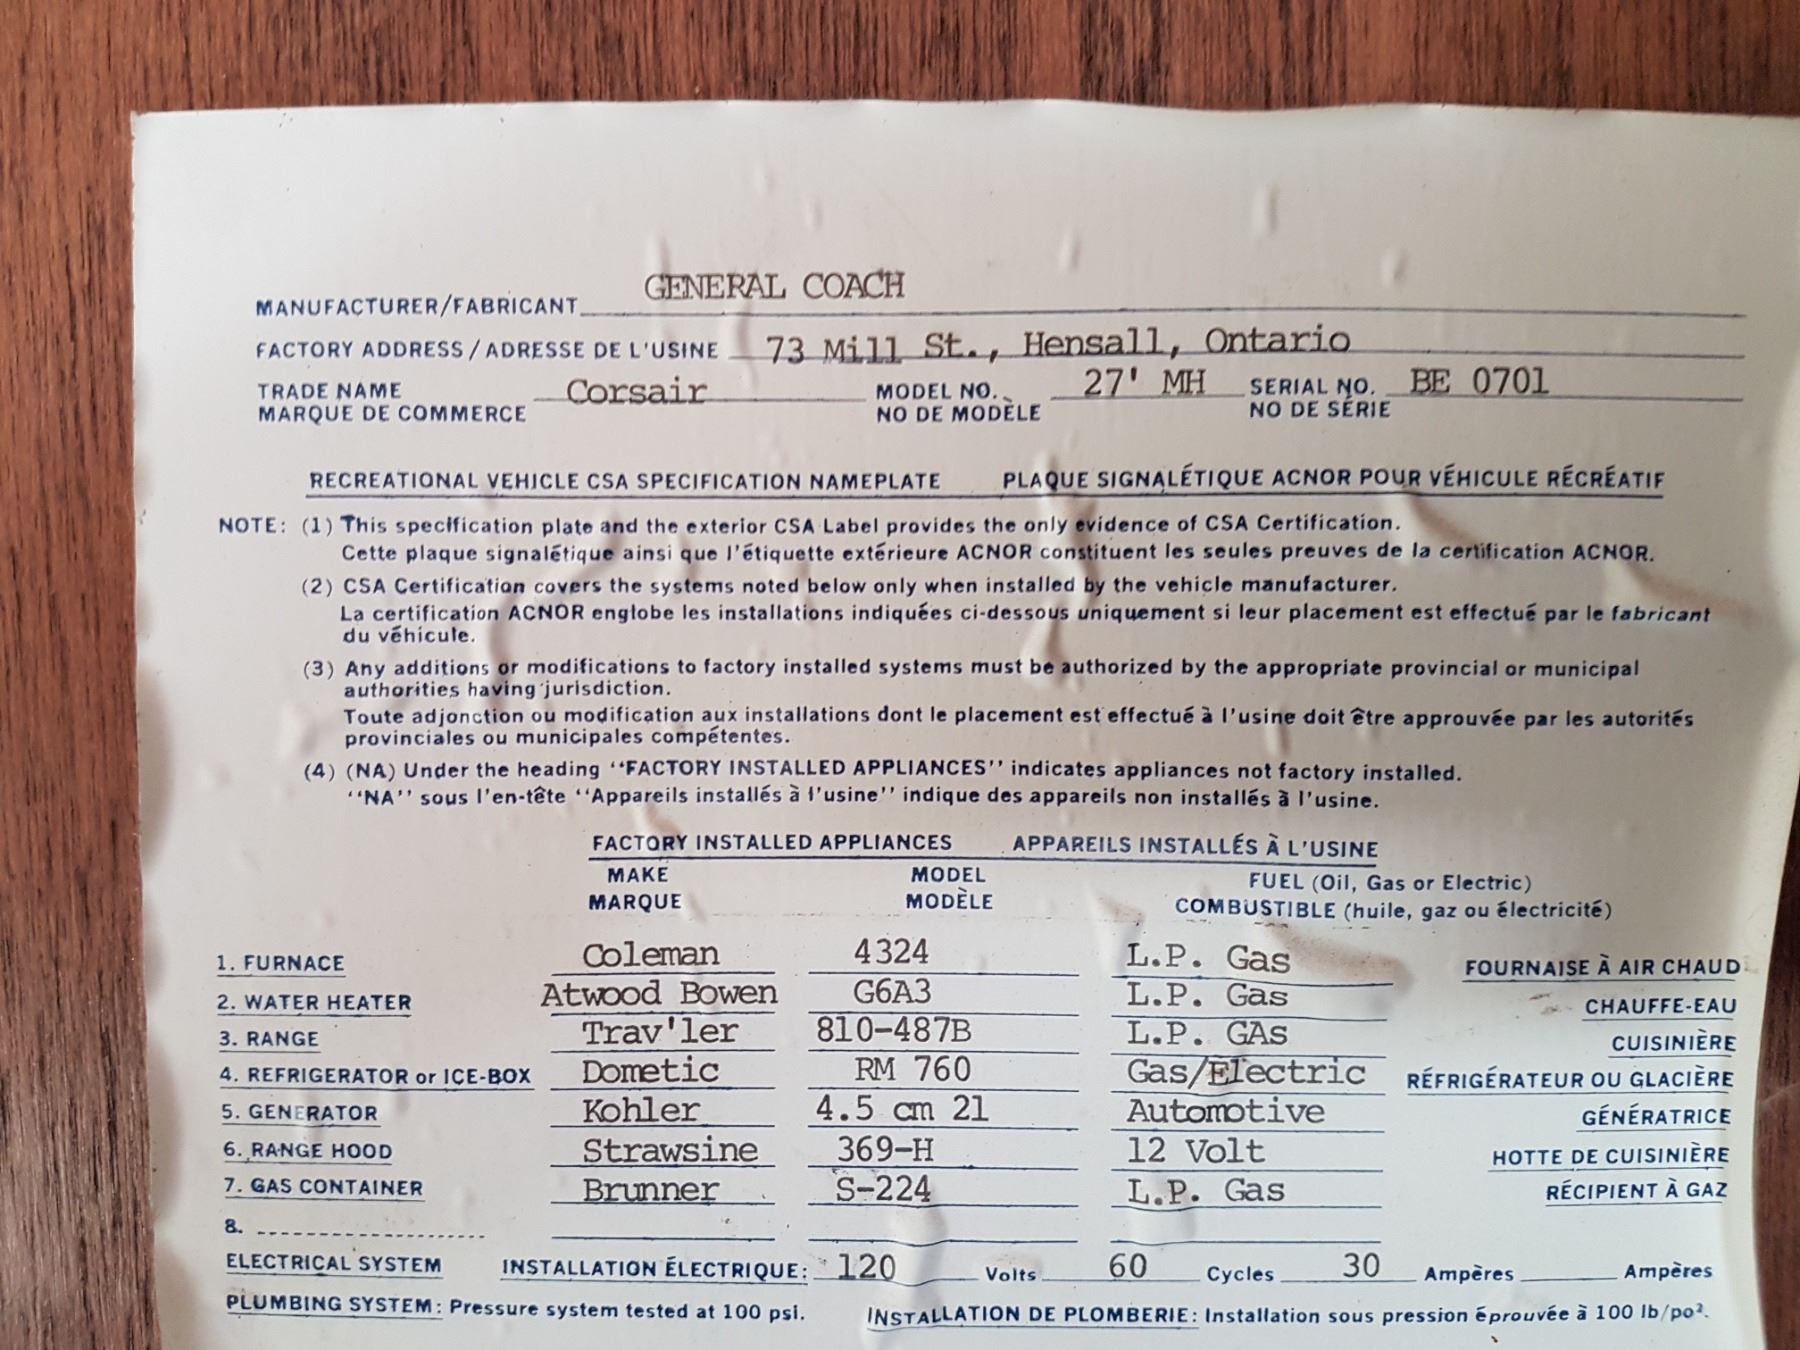 MANUFACTURER/FABRICANT GENERAL COACH
FACTORY ADDRESS / ADRESSE DE L'USINE 73 Mill St., Hensall, Ontario
TRADE NAME Corsair MODEL NO. 27' MH SERIAL NO. BE 0701
MARQUE DE COMMERCE NO DE MODÈLE NO DE SÉRIE
RECREATIONAL VEHICLE CSA SPECIFICATION NAMEPLATE PLAQUE SIGNALÉTIQUE ACNOR POUR VÉHICULE RÉCRÉATIF
NOTE: (1) This specification plate and the exterior CSA Label provides the only evidence of CSA Certification.
Cette plaque signalétique ainsi que l'étiquette extérieure ACNOR constituent les seules preuves de la certification ACNOR.
(2) CSA Certification covers the systems noted below only when installed by the vehicle manufacturer.
La certification ACNOR englobe les installations indiquées ci-dessous uniquement si leur placement est effectué par le fabricant
du véhicule.
(3) Any additions or modifications to factory installed systems must be authorized by the appropriate provincial or municipal
authorities having jurisdiction.
Toute adjonction ou modification aux installations dont le placement est effectué à l'usine doit être approuvée par les autorités
provinciales ou municipales compétentes.
(4) (NA) Under the heading ''FACTORY INSTALLED APPLIANCES'' indicates appliances not factory installed.
''NA'' sous l'en-tête ''Appareils installés à l'usine'' indique des appareils non installés à l'usine.
FACTORY INSTALLED APPLIANCES APPAREILS INSTALLÉS À L'USINE
MAKE MODEL FUEL (Oil, Gas or Electric)
MARQUE MODÈLE COMBUSTIBLE (huile, gaz ou électricité)
1. FURNACE Coleman 4324 L.P. Gas FOURNAISE À AIR CHAUD
2. WATER HEATER Atwood Bowen G6A3 L.P. Gas CHAUFFE-EAU
3. RANGE Trav'ler 810-487B L.P. GAs CUISINIÈRE
4. REFRIGERATOR or ICE-BOX Dometic RM 760 Gas/Electric RÉFRIGÉRATEUR OU GLACIÈRE
5. GENERATOR Kohler 4.5 cm 21 Automotive GÉNÉRATRICE
6. RANGE HOOD Strawsine 369-H 12 Volt HOTTE DE CUISINIÈRE
7. GAS CONTAINER Brunner S-224 L.P. Gas RÉCIPIENT À GAZ
8.
ELECTRICAL SYSTEM INSTALLATION ÉLECTRIQUE: 120 Volts 60 Cycles 30 Ampères Ampères
PLUMBING SYSTEM: Pressure system tested at 100 psi. INSTALLATION DE PLOMBERIE: Installation sous pression éprouvée à 100 lb/po².